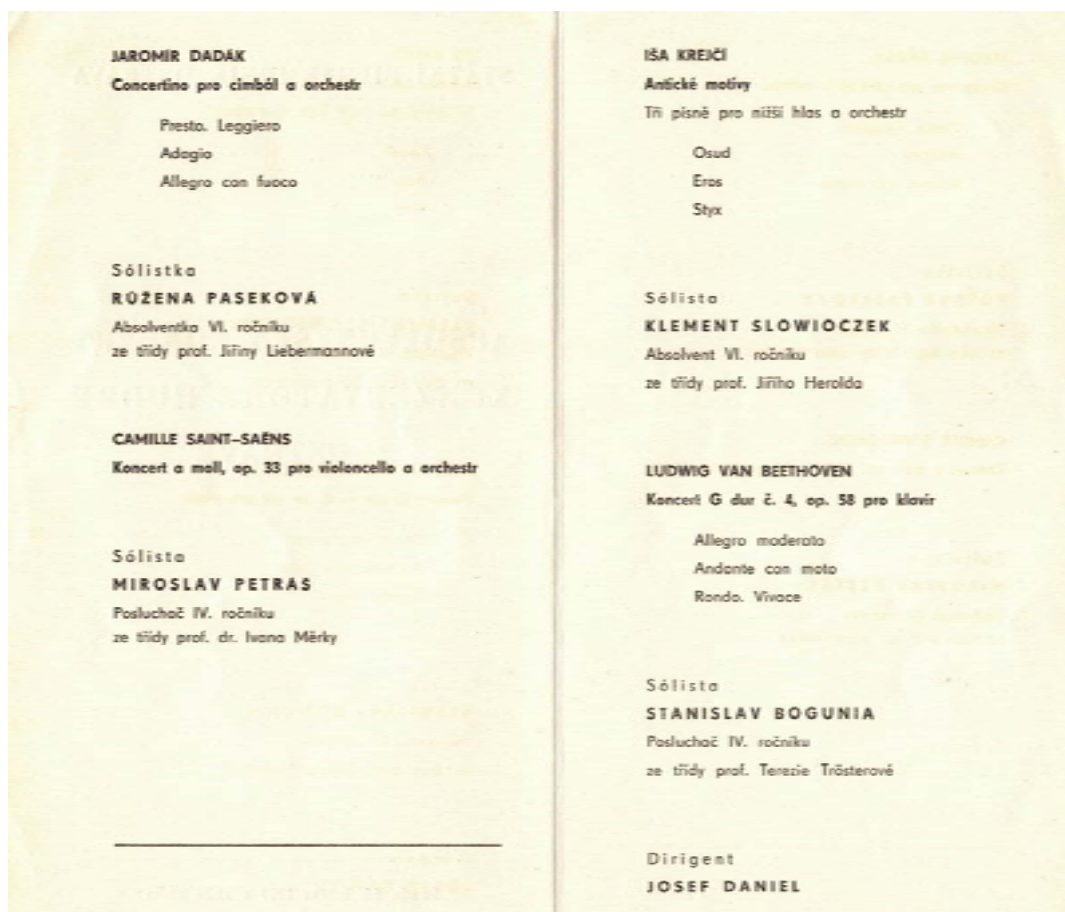 JAROMÍR DADÁK
Concertino pro cimbál a orchestr
Presto. Leggiero
Adagio
Allegro con fuoco
Sólistka
RŮŽENA PASEKOVÁ
Absolventka VI. ročníku
ze třídy prof. Jiřiny Liebermannové
CAMILLE SAINT-SAËNS
Koncert a moll, op. 33 pro violoncello a orchestr
Sólista
MIROSLAV PETRAS
Posluchač IV. ročníku
ze třídy prof. dr. Ivana Měrky
IŠA KREJČÍ
Antické motivy
Tři písně pro nižší hlas a orchestr
Osud
Eros
Styx
Sólista
KLEMENT SLOWIOCZEK
Absolvent VI. ročníku
ze třídy prof. Jiřího Herolda
LUDWIG VAN BEETHOVEN
Koncert G dur č. 4, op. 58 pro klavír
Allegro moderato
Andante con moto
Rondo. Vivace
Sólista
STANISLAV BOGUNIA
Posluchač IV. ročníku
ze třídy prof. Terezie Trösterové
Dirigent
JOSEF DANIEL